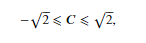 −√2 ⩽ C ⩽ √2,